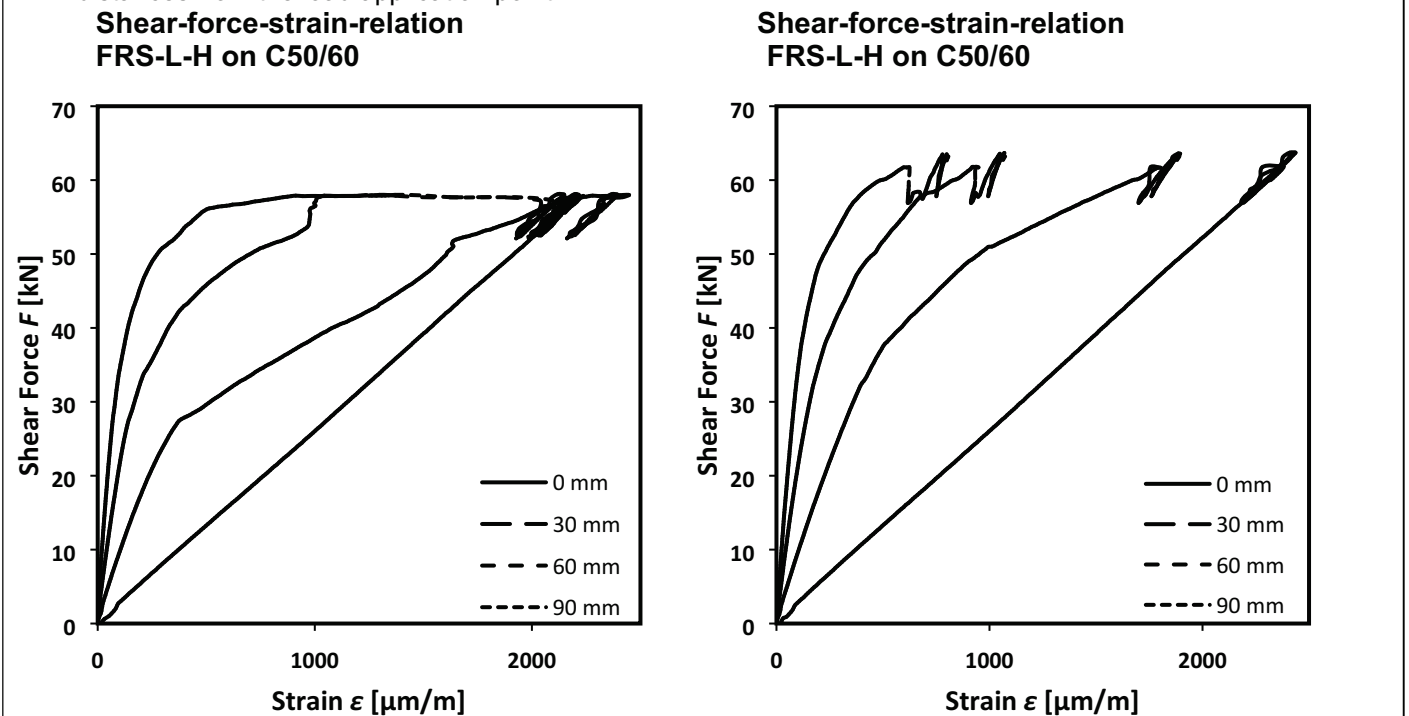 Shear-force-strain-relation
FRS-L-H on C50/60
70
60
50
40
30
20
10
0
Shear Force F [kN]
0 mm
30 mm
60 mm
90 mm
0
1000
2000
Strain ε [µm/m]
Shear-force-strain-relation
FRS-L-H on C50/60
70
60
50
40
30
20
10
0
Shear Force F [kN]
0 mm
30 mm
60 mm
90 mm
0
1000
2000
Strain ε [µm/m]